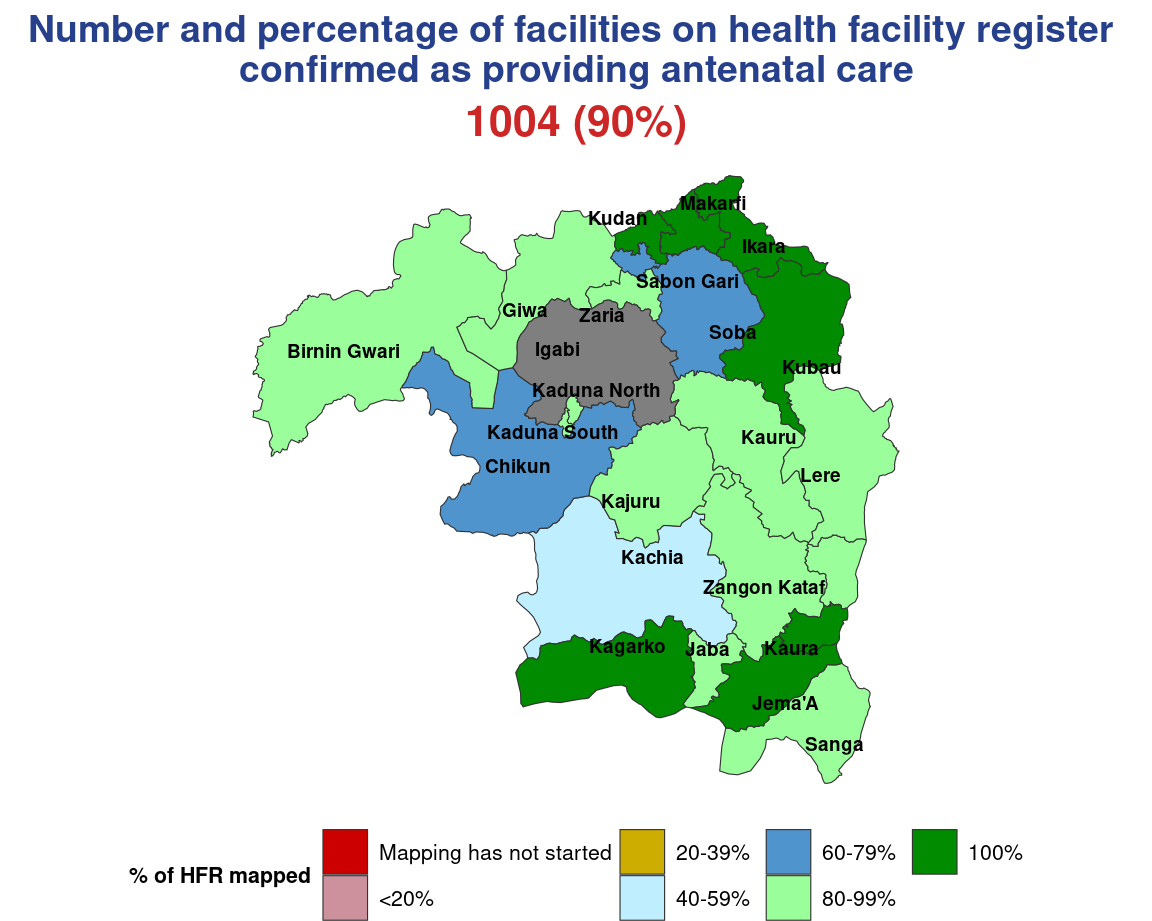 Number and percentage of facilities on health facility register
confirmed as providing antenatal care
1004 (90%)
Makarfi
Kudan
Ikara
Sabon Gari
Giwa
Zaria
Soba
Birnin Gwari
Igabi
Kubau
Kaduna North
Kaduna South
Kauru
Chikun
Lere
Kajuru
Kachia
Zangon Kataf
Kagarko
Jaba
Kaura
Jema'A
Sanga
% of HFR mapped
Mapping has not started
<20%
20-39%
40-59%
60-79%
80-99%
100%